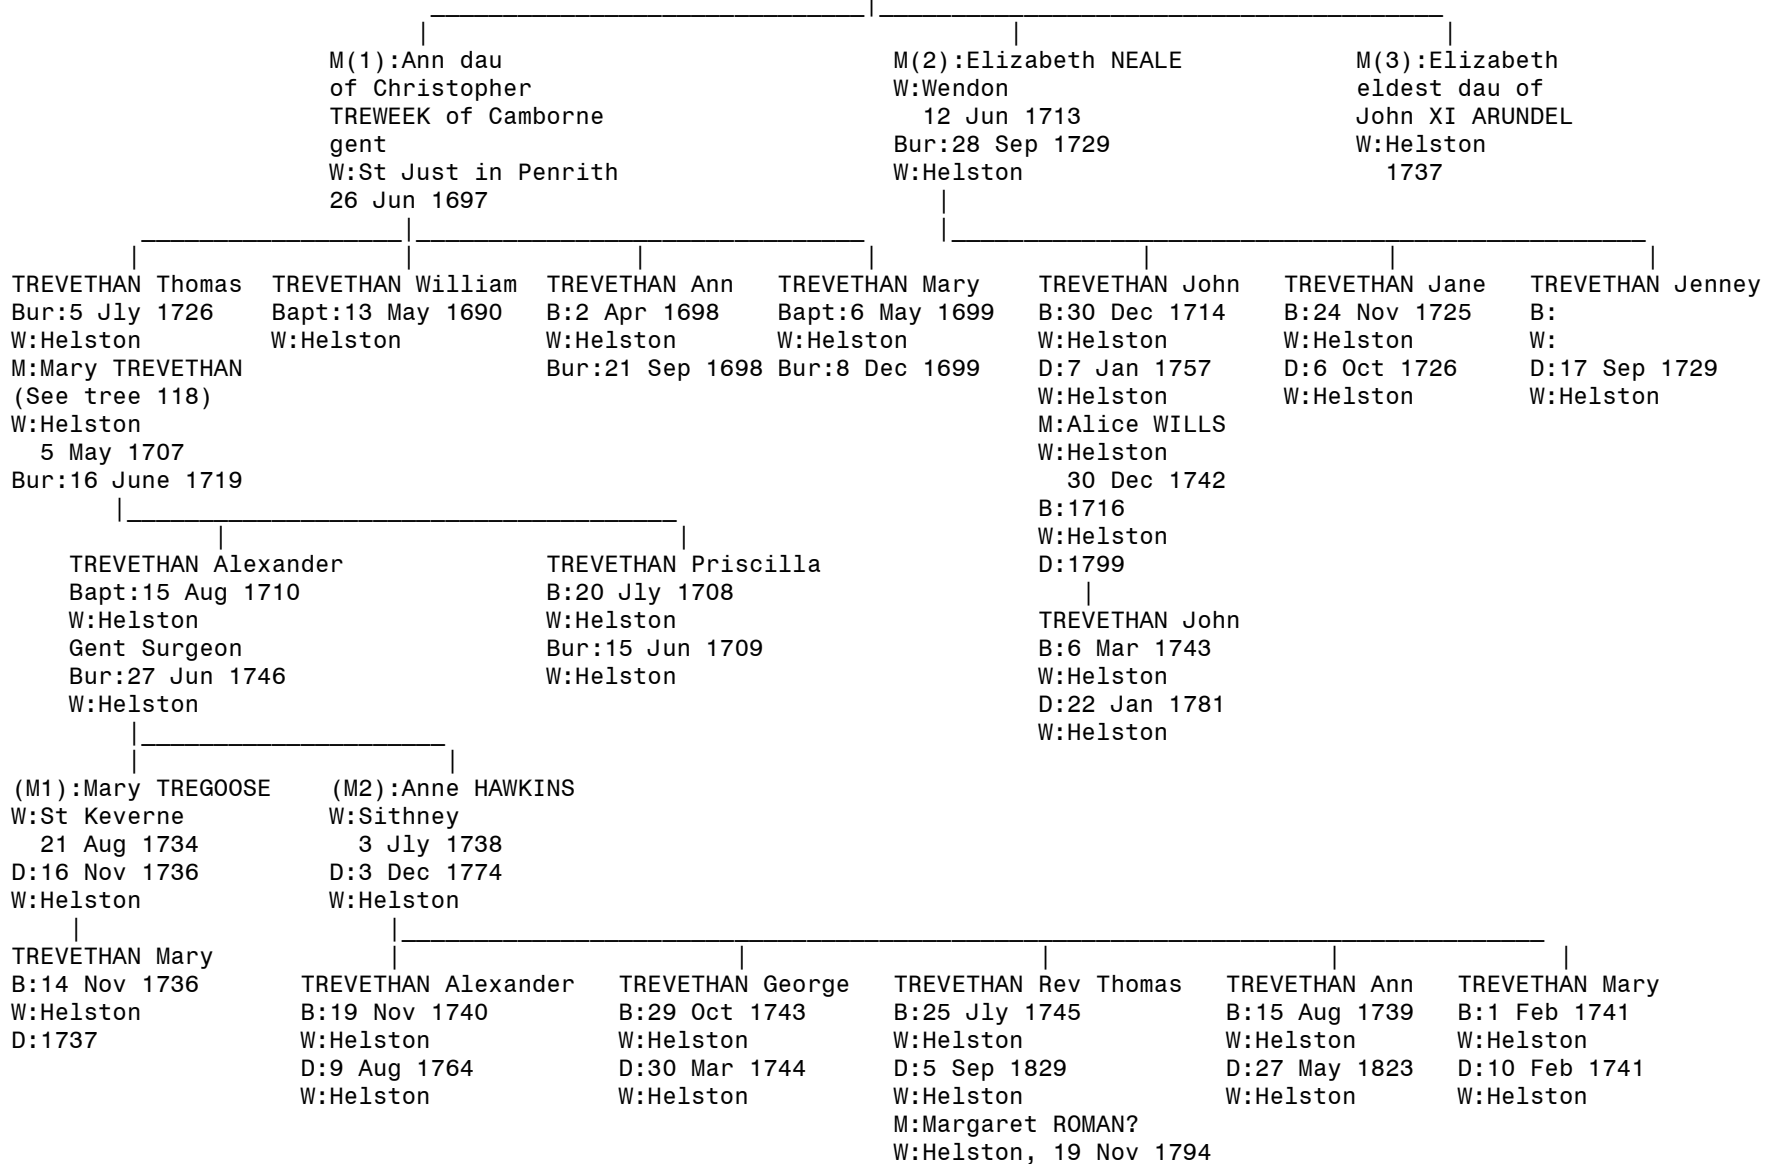 M(1):Ann dau M(2):Elizabeth NEALE M(3):Elizabeth
of Christopher W:Wendon eldest dau of
TREWEEK of Camborne 12 Jun 1713 John XI ARUNDEL
gent Bur:28 Sep 1729 W:Helston
W:St Just in Penrith W:Helston 1737
26 Jun 1697
TREVETHAN Thomas TREVETHAN William TREVETHAN Ann TREVETHAN Mary TREVETHAN John TREVETHAN Jane TREVETHAN Jenney
Bur:5 Jly 1726 Bapt:13 May 1690 B:2 Apr 1698 Bapt:6 May 1699 B:30 Dec 1714 B:24 Nov 1725 B:
W:Helston W:Helston W:Helston W:Helston W:Helston W:Helston W:
M:Mary TREVETHAN Bur:21 Sep 1698 Bur:8 Dec 1699 D:7 Jan 1757 D:6 Oct 1726 D:17 Sep 1729
(See tree 118) W:Helston W:Helston W:Helston
W:Helston M:Alice WILLS
5 May 1707 W:Helston
Bur:16 June 1719 30 Dec 1742
B:1716
W:Helston
TREVETHAN Alexander TREVETHAN Priscilla D:1799
Bapt:15 Aug 1710 B:20 Jly 1708
W:Helston W:Helston TREVETHAN John
Gent Surgeon Bur:15 Jun 1709 B:6 Mar 1743
Bur:27 Jun 1746 W:Helston W:Helston
W:Helston D:22 Jan 1781
W:Helston
(M1):Mary TREGOOSE (M2):Anne HAWKINS
W:St Keverne W:Sithney
21 Aug 1734 3 Jly 1738
D:16 Nov 1736 D:3 Dec 1774
W:Helston W:Helston
TREVETHAN Mary
B:14 Nov 1736 TREVETHAN Alexander TREVETHAN George TREVETHAN Rev Thomas TREVETHAN Ann TREVETHAN Mary
W:Helston B:19 Nov 1740 B:29 Oct 1743 B:25 Jly 1745 B:15 Aug 1739 B:1 Feb 1741
D:1737 W:Helston W:Helston W:Helston W:Helston W:Helston
D:9 Aug 1764 D:30 Mar 1744 D:5 Sep 1829 D:27 May 1823 D:10 Feb 1741
W:Helston W:Helston W:Helston W:Helston W:Helston
M:Margaret ROMAN?
W:Helston, 19 Nov 1794